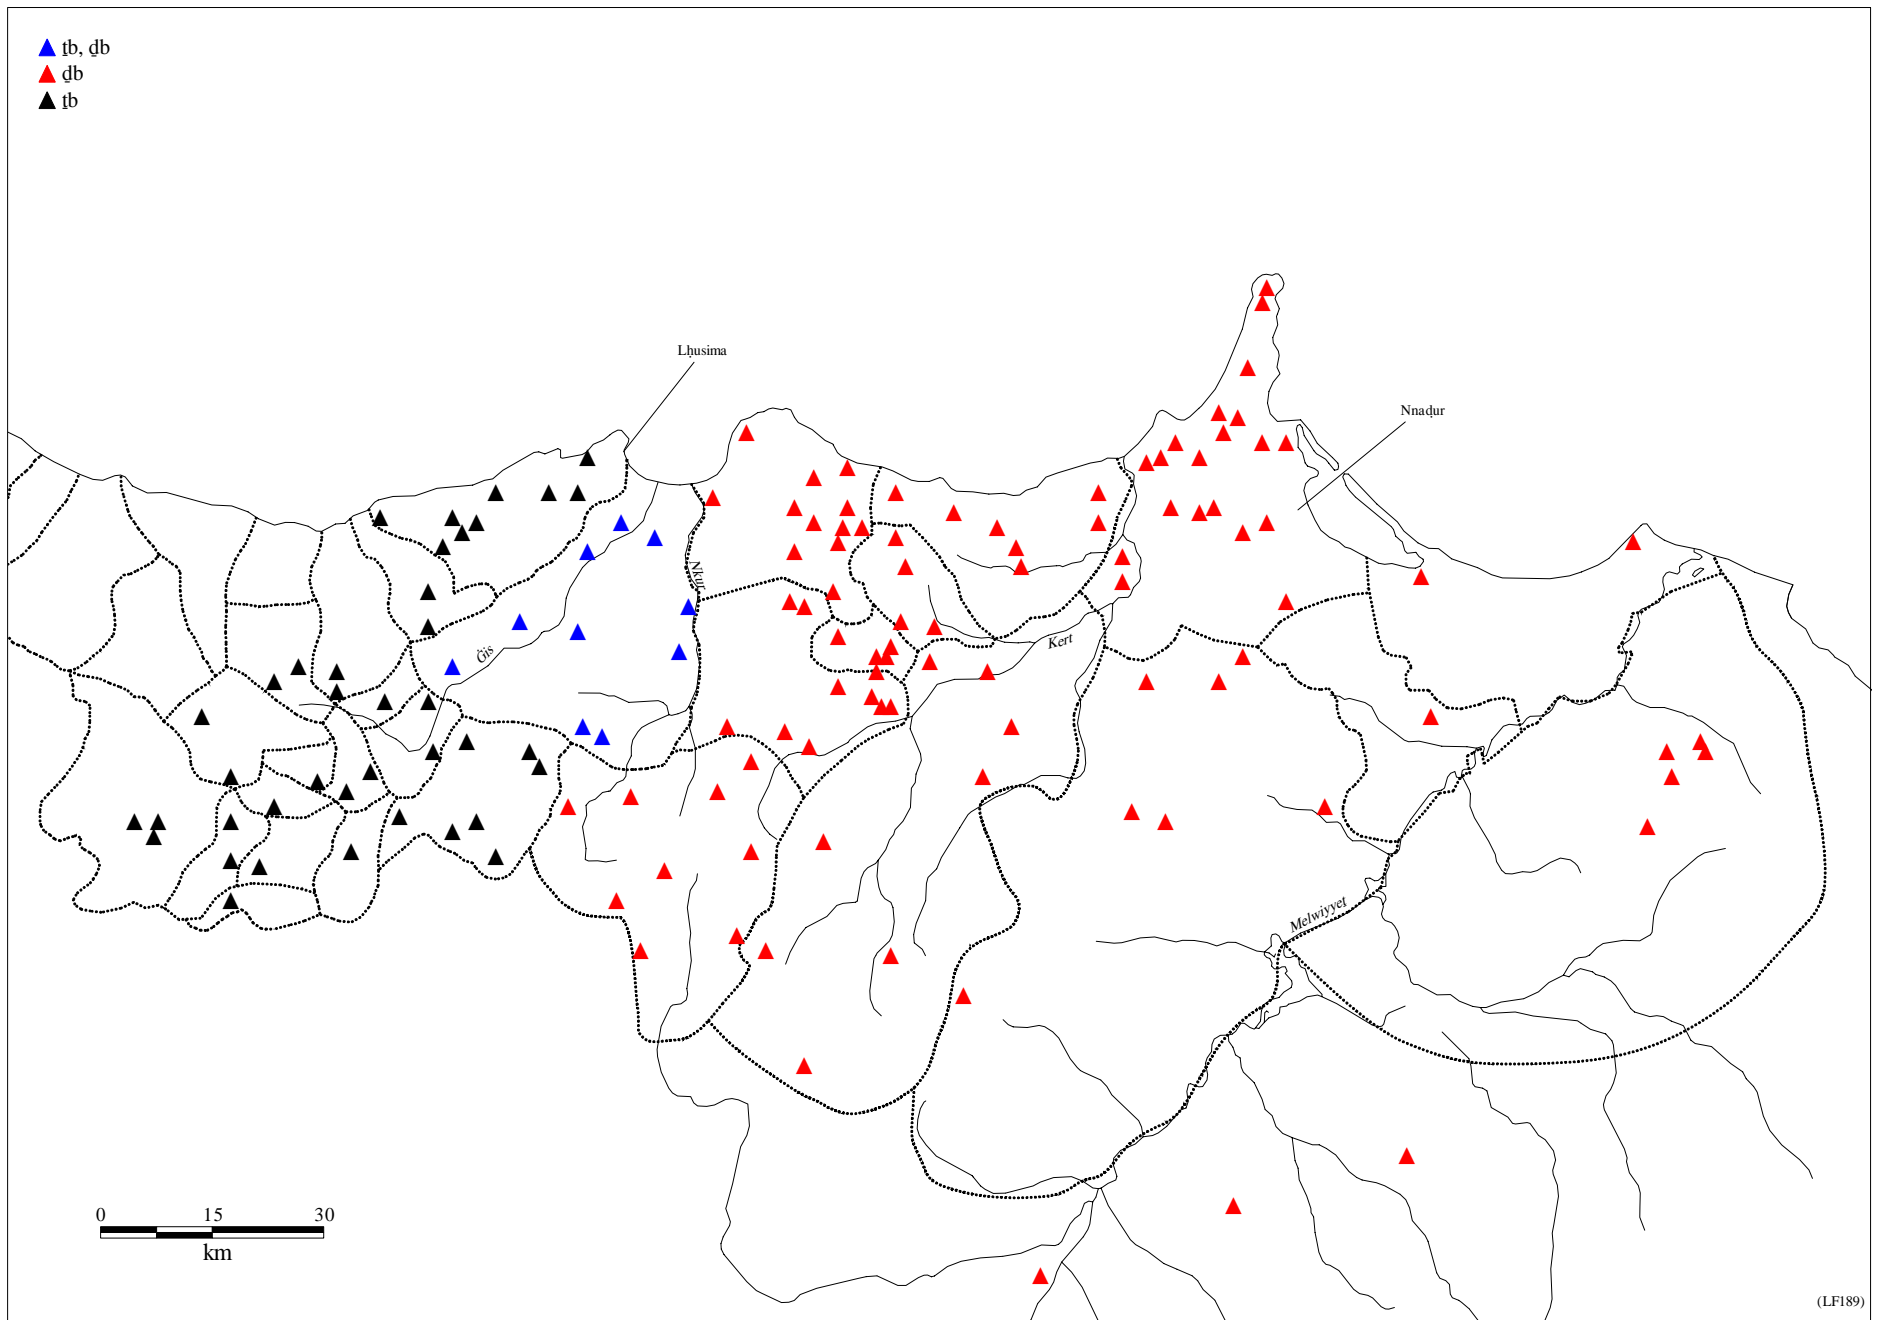 ṯb, ḏb
ḏb
ṯb
Lḥusima
Nnaḍur
Nkur
Ġis
Kert
Melwiyyet
0 15 30
km
(LF189)